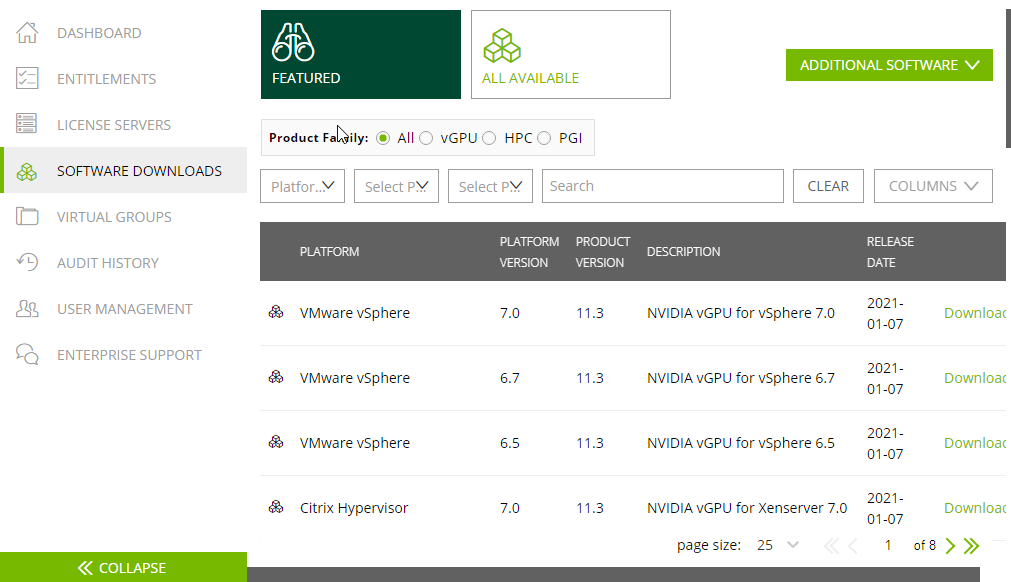 DASHBOARD
ENTITLEMENTS
LICENSE SERVERS
SOFTWARE DOWNLOADS
VIRTUAL GROUPS
AUDIT HISTORY
USER MANAGEMENT
ENTERPRISE SUPPORT
COLLAPSE
FEATURED
ALL AVAILABLE
ADDITIONAL SOFTWARE
Product Family: All vGPU HPC PGI
Platfor... Select P... Select P... Search CLEAR COLUMNS
PLATFORM
PLATFORM VERSION
PRODUCT VERSION
DESCRIPTION
RELEASE DATE
VMware vSphere 7.0 11.3 NVIDIA vGPU for vSphere 7.0 2021-01-07 Download
VMware vSphere 6.7 11.3 NVIDIA vGPU for vSphere 6.7 2021-01-07 Download
VMware vSphere 6.5 11.3 NVIDIA vGPU for vSphere 6.5 2021-01-07 Download
Citrix Hypervisor 7.0 11.3 NVIDIA vGPU for Xenserver 7.0 2021-01-07 Download
page size: 25 1 of 8